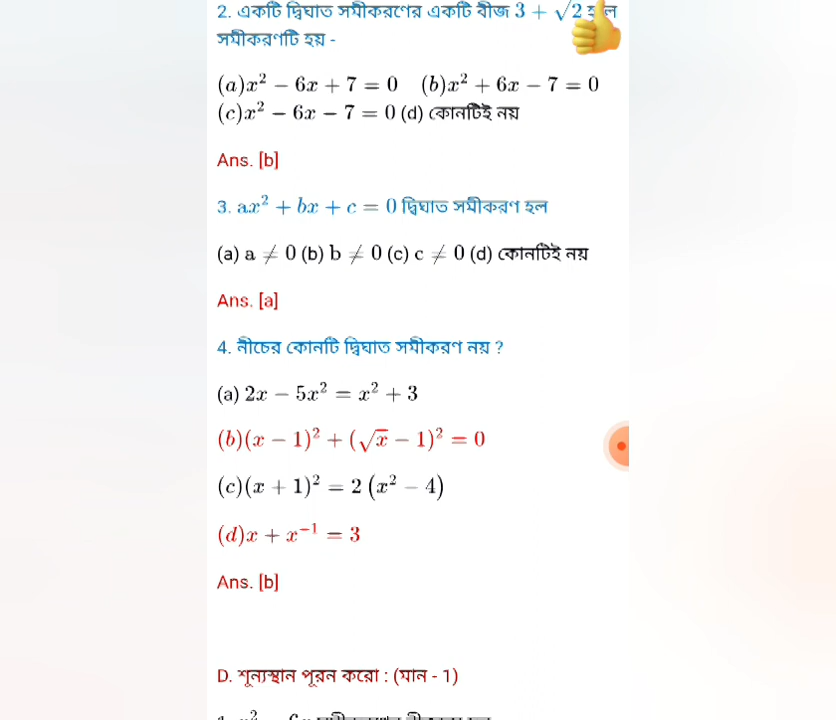 2. একটি দ্বিঘাত সমীকরণের একটি বীজ 3 + √2 হলে
সমীকরণটি হয় -
(a)x² − 6x + 7 = 0 (b)x² + 6x − 7 = 0
(c)x² − 6x − 7 = 0 (d) কোনটিই নয়
Ans. [b]
3. ax² + bx + c = 0 দ্বিঘাত সমীকরণ হল
(a) a ≠ 0 (b) b ≠ 0 (c) c ≠ 0 (d) কোনটিই নয়
Ans. [a]
4. নীচের কোনটি দ্বিঘাত সমীকরণ নয় ?
(a) 2x − 5x² = x² + 3
(b)(x − 1)² + (√x − 1)² = 0
(c)(x + 1)² = 2 (x² − 4)
(d)x + x⁻¹ = 3
Ans. [b]
D. শূন্যস্থান পূরন করো : (মান - 1)